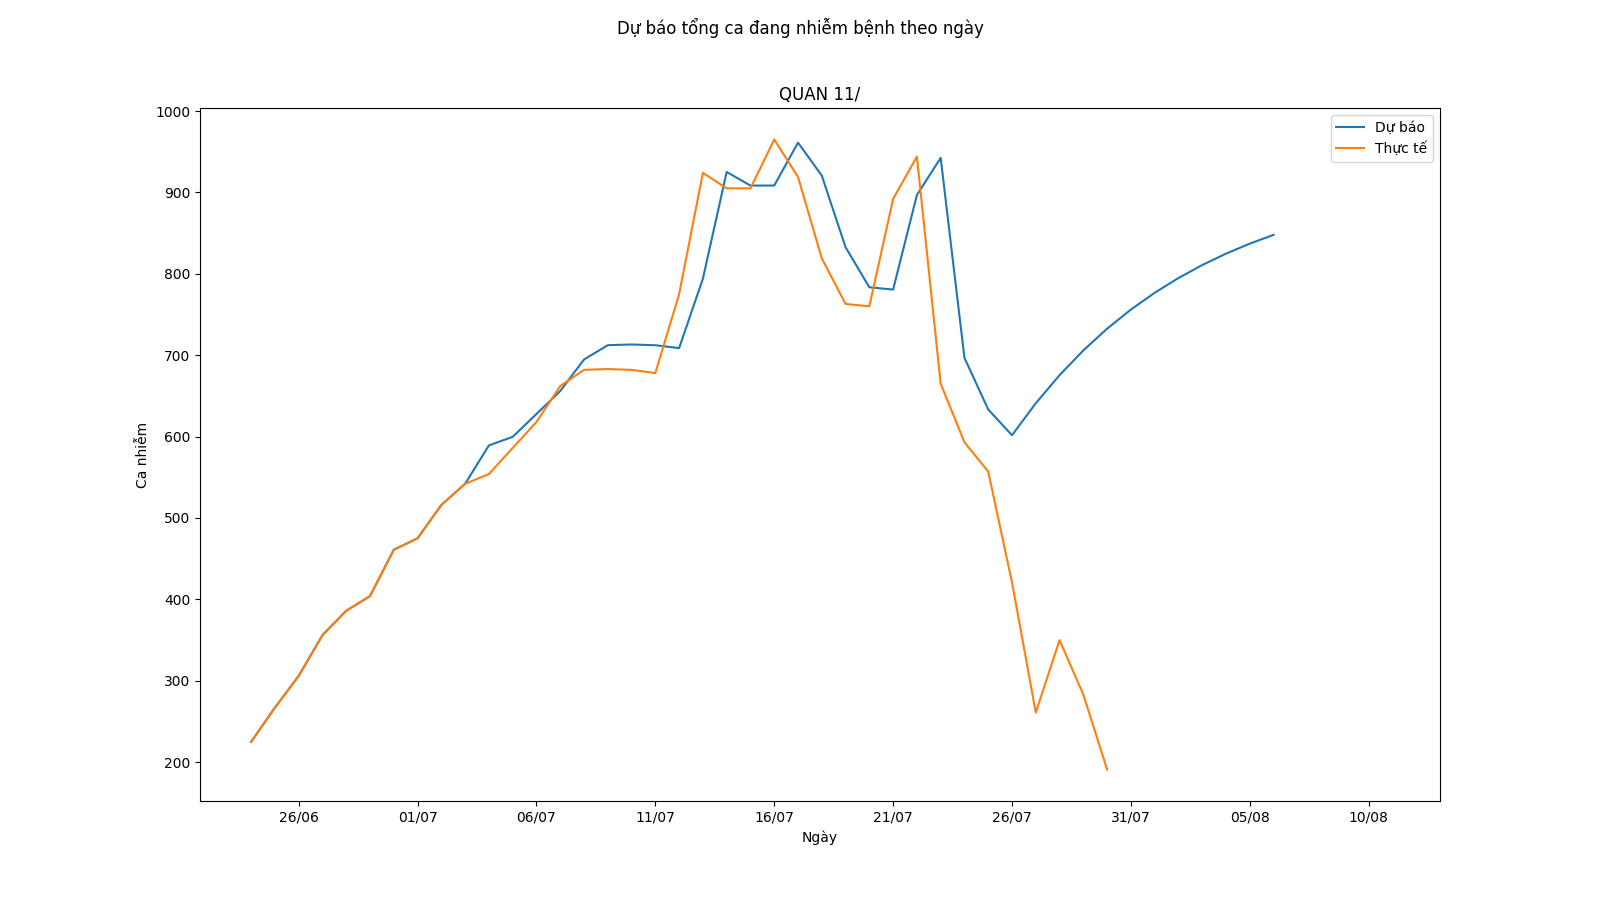 Dự báo tổng ca đang nhiễm bệnh theo ngày
QUAN 11/
Dự báo
Thực tế
Ca nhiễm
1000
900
800
700
600
500
400
300
200
26/06 01/07 06/07 11/07 16/07 21/07 26/07 31/07 05/08 10/08
Ngày